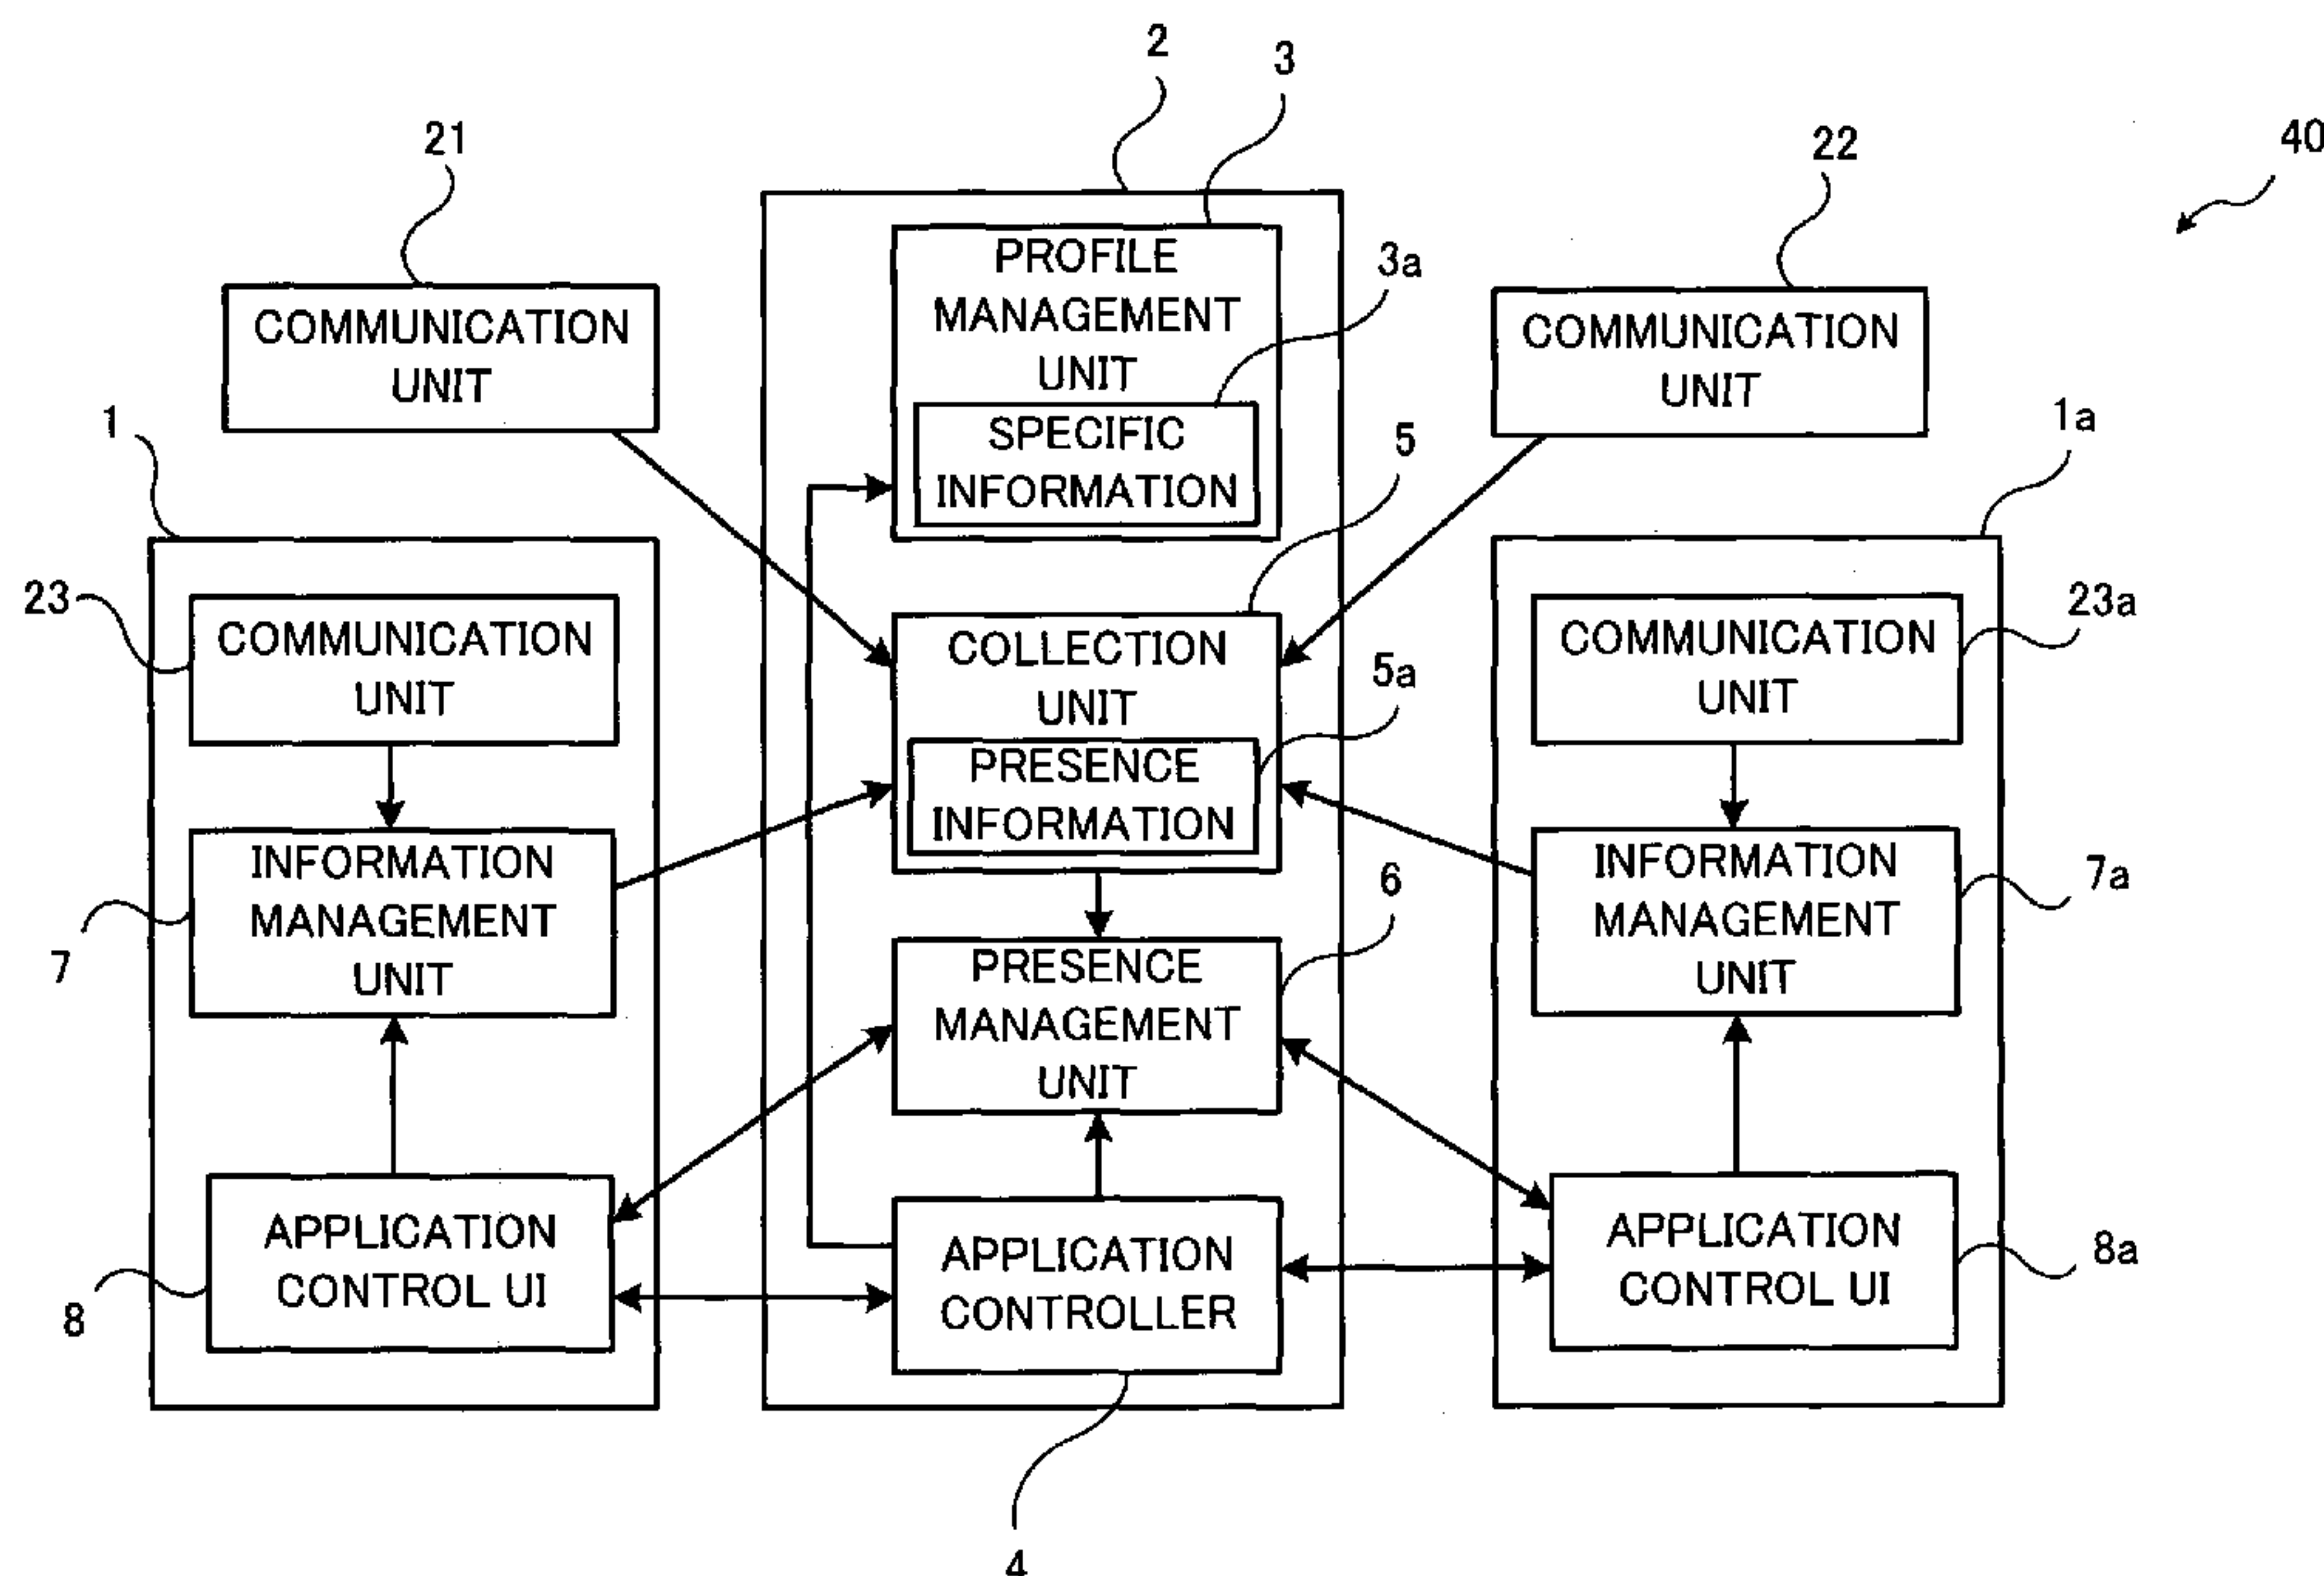 2
3
21
22
40
COMMUNICATION
UNIT
PROFILE
MANAGEMENT
UNIT
3a
SPECIFIC
INFORMATION
COMMUNICATION
UNIT
1
5
1a
23
COMMUNICATION
UNIT
COLLECTION
UNIT
5a
PRESENCE
INFORMATION
COMMUNICATION
UNIT
23a
INFORMATION
MANAGEMENT
UNIT
7
6
PRESENCE
MANAGEMENT
UNIT
INFORMATION
MANAGEMENT
UNIT
7a
APPLICATION
CONTROL UI
8
APPLICATION
CONTROLLER
4
APPLICATION
CONTROL UI
8a